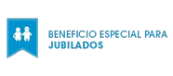 BENEFICIO ESPECIAL PARA
JUBILADOS